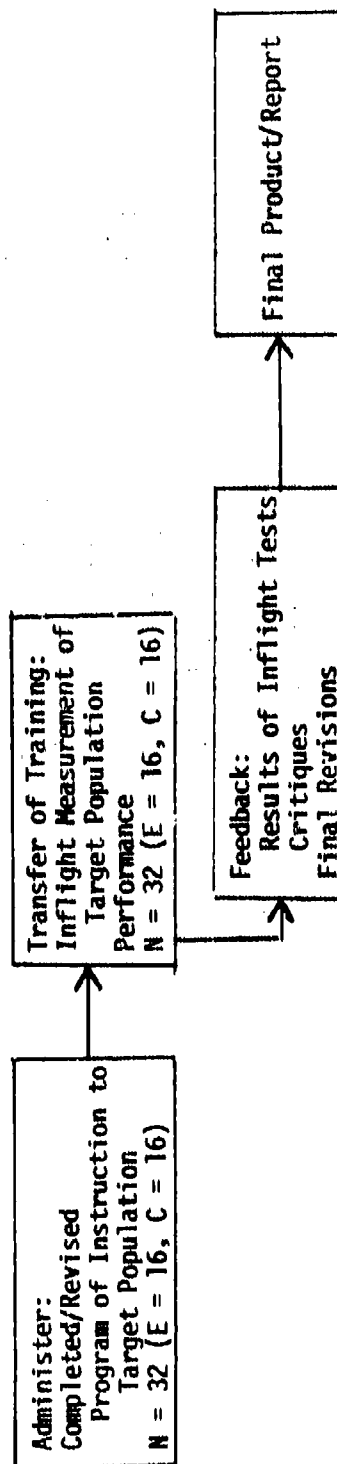 Administer:
Completed/Revised
Program of Instruction to
Target Population
N = 32 (E = 16, C = 16)
Transfer of Training:
Inflight Measurement of
Target Population
Performance
N = 32 (E = 16, C = 16)
Feedback:
Results of Inflight Tests
Critiques
Final Revisions
Final Product/Report